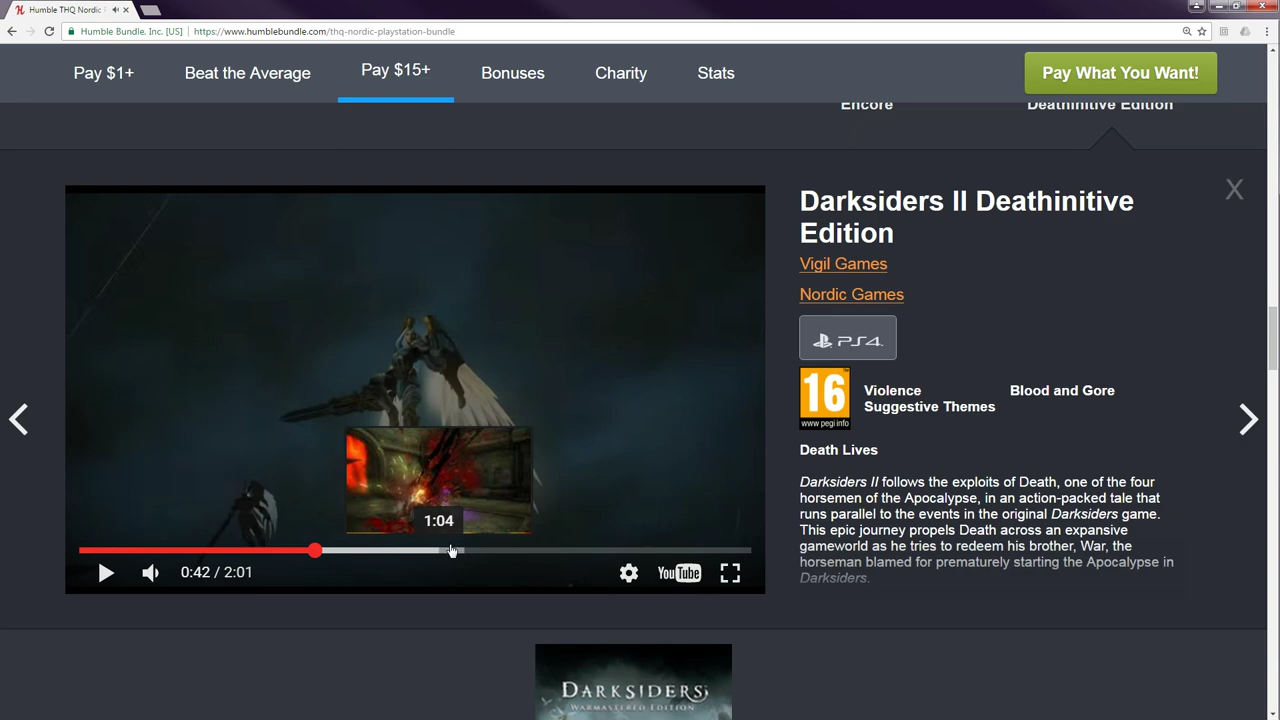 Humble THQ Nordic
Humble Bundle, Inc. [US] https://www.humblebundle.com/thq-nordic-playstation-bundle
Pay $1+ Beat the Average Pay $15+ Bonuses Charity Stats Pay What You Want!
Encore Deathinitive Edition
X
Darksiders II Deathinitive
Edition
Vigil Games
Nordic Games
PS4
16
www.pegi.info
Violence Blood and Gore
Suggestive Themes
Death Lives
Darksiders II follows the exploits of Death, one of the four
horsemen of the Apocalypse, in an action-packed tale that
runs parallel to the events in the original Darksiders game.
This epic journey propels Death across an expansive
gameworld as he tries to redeem his brother, War, the
horseman blamed for prematurely starting the Apocalypse in
Darksiders.
1:04
0:42 / 2:01
YouTube
DARKSIDERS
WARMASTERED EDITION